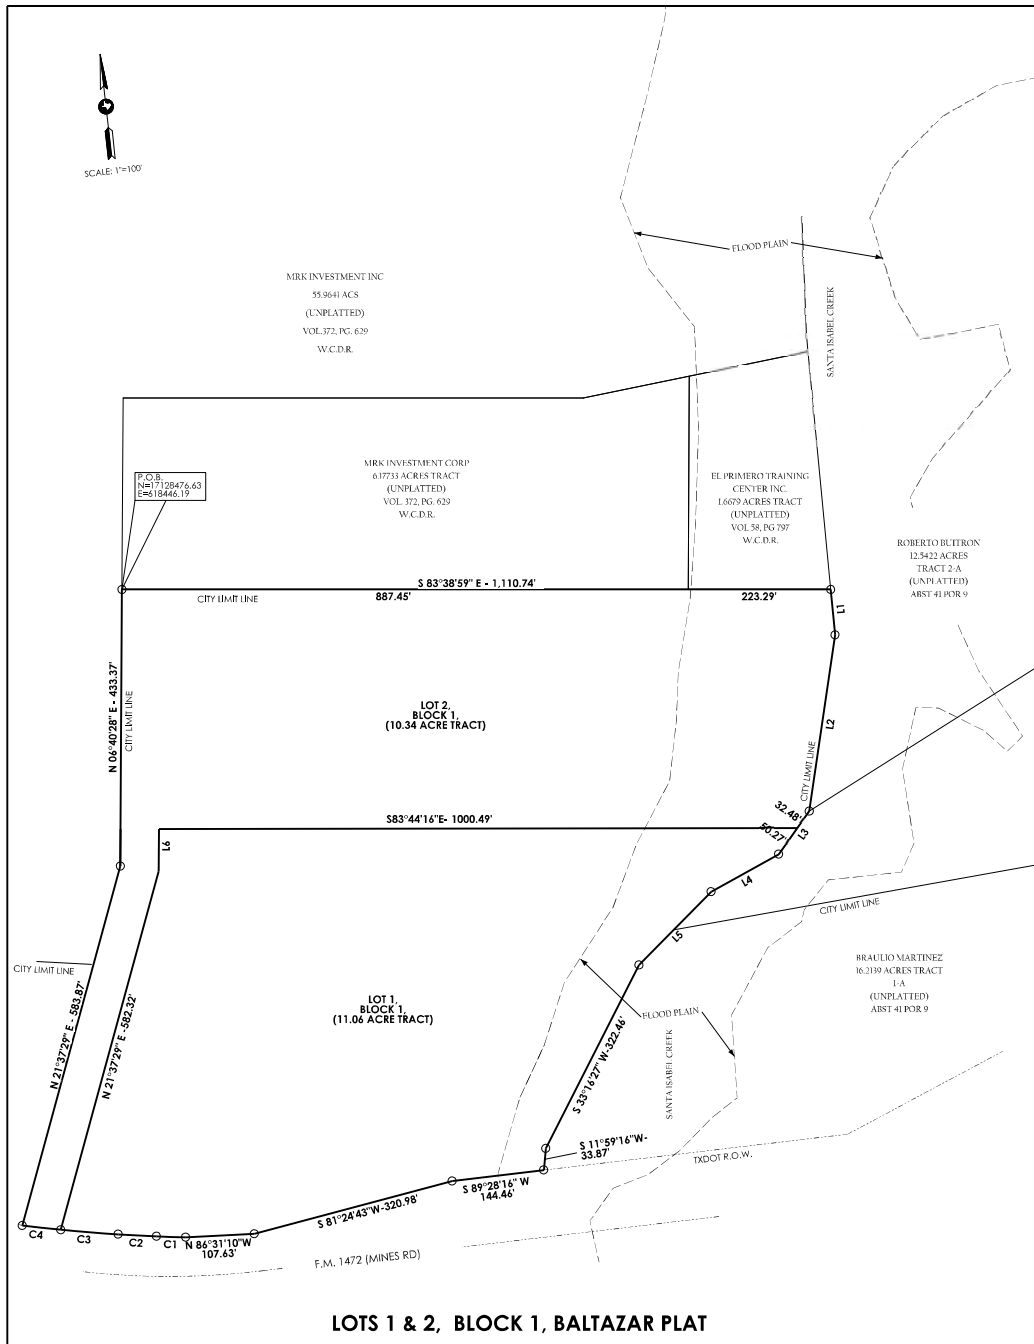 SCALE: 1"=100'
FLOOD PLAIN
SANTA ISABEL CREEK
MRK INVESTMENT INC
55.9641 ACS
(UNPLATTED)
VOL.372, PG. 629
W.C.D.R.
P.O.B.
N=17128476.63
E=618446.19
MRK INVESTMENT CORP
6.17733 ACRES TRACT
(UNPLATTED)
VOL. 372, PG. 629
W.C.D.R.
EL PRIMERO TRAINING
CENTER INC.
1.6679 ACRES TRACT
(UNPLATTED)
VOL 58, PG 797
W.C.D.R.
ROBERTO BUITRON
12.5422 ACRES
TRACT 2-A
(UNPLATTED)
ABST 41 POR 9
S 83°38'59" E - 1,110.74'
CITY LIMIT LINE
887.45'
223.29'
L1
N 06°40'28" E - 433.37'
CITY LIMIT LINE
LOT 2,
BLOCK 1,
(10.34 ACRE TRACT)
L2
CITY LIMIT LINE
32.48'
50.27'
L3
S83°44'16"E- 1000.49'
L6
L4
L5
CITY LIMIT LINE
CITY LIMIT LINE
N 21°37'29" E - 583.87'
N 21°37'29" E -582.32'
LOT 1,
BLOCK 1,
(11.06 ACRE TRACT)
BRAULIO MARTINEZ
16.2139 ACRES TRACT
1-A
(UNPLATTED)
ABST 41 POR 9
FLOOD PLAIN
SANTA ISABEL CREEK
S 33°16'27" W-322.46'
S 11°59'16"W-
33.87'
TXDOT R.O.W.
S 89°28'16" W
144.46'
S 81°24'43"W-320.98'
C4
C3
C2
C1
N 86°31'10"W
107.63'
F.M. 1472 (MINES RD)
LOTS 1 & 2, BLOCK 1, BALTAZAR PLAT